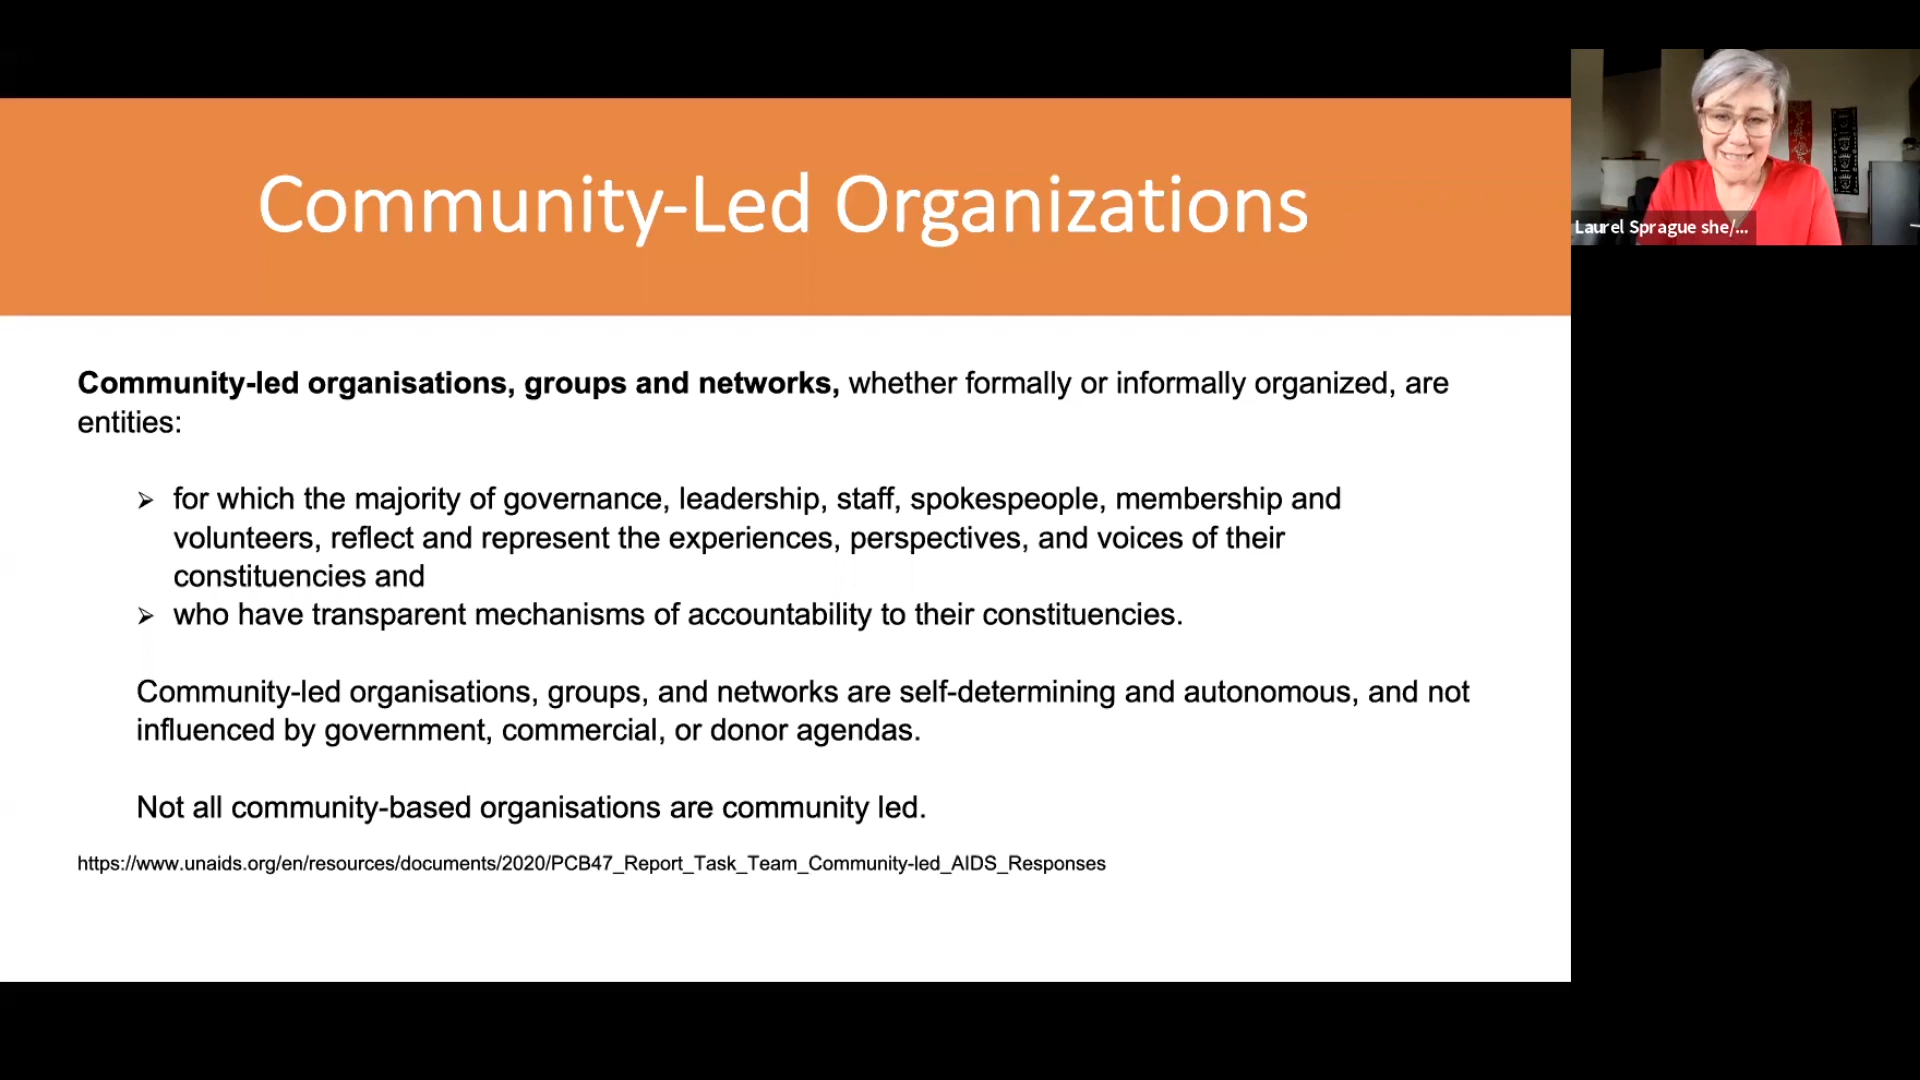 Community-Led Organizations
Laurel Sprague she/...
Community-led organisations, groups and networks, whether formally or informally organized, are
entities:
➢ for which the majority of governance, leadership, staff, spokespeople, membership and
volunteers, reflect and represent the experiences, perspectives, and voices of their
constituencies and
➢ who have transparent mechanisms of accountability to their constituencies.
Community-led organisations, groups, and networks are self-determining and autonomous, and not
influenced by government, commercial, or donor agendas.
Not all community-based organisations are community led.
https://www.unaids.org/en/resources/documents/2020/PCB47_Report_Task_Team_Community-led_AIDS_Responses